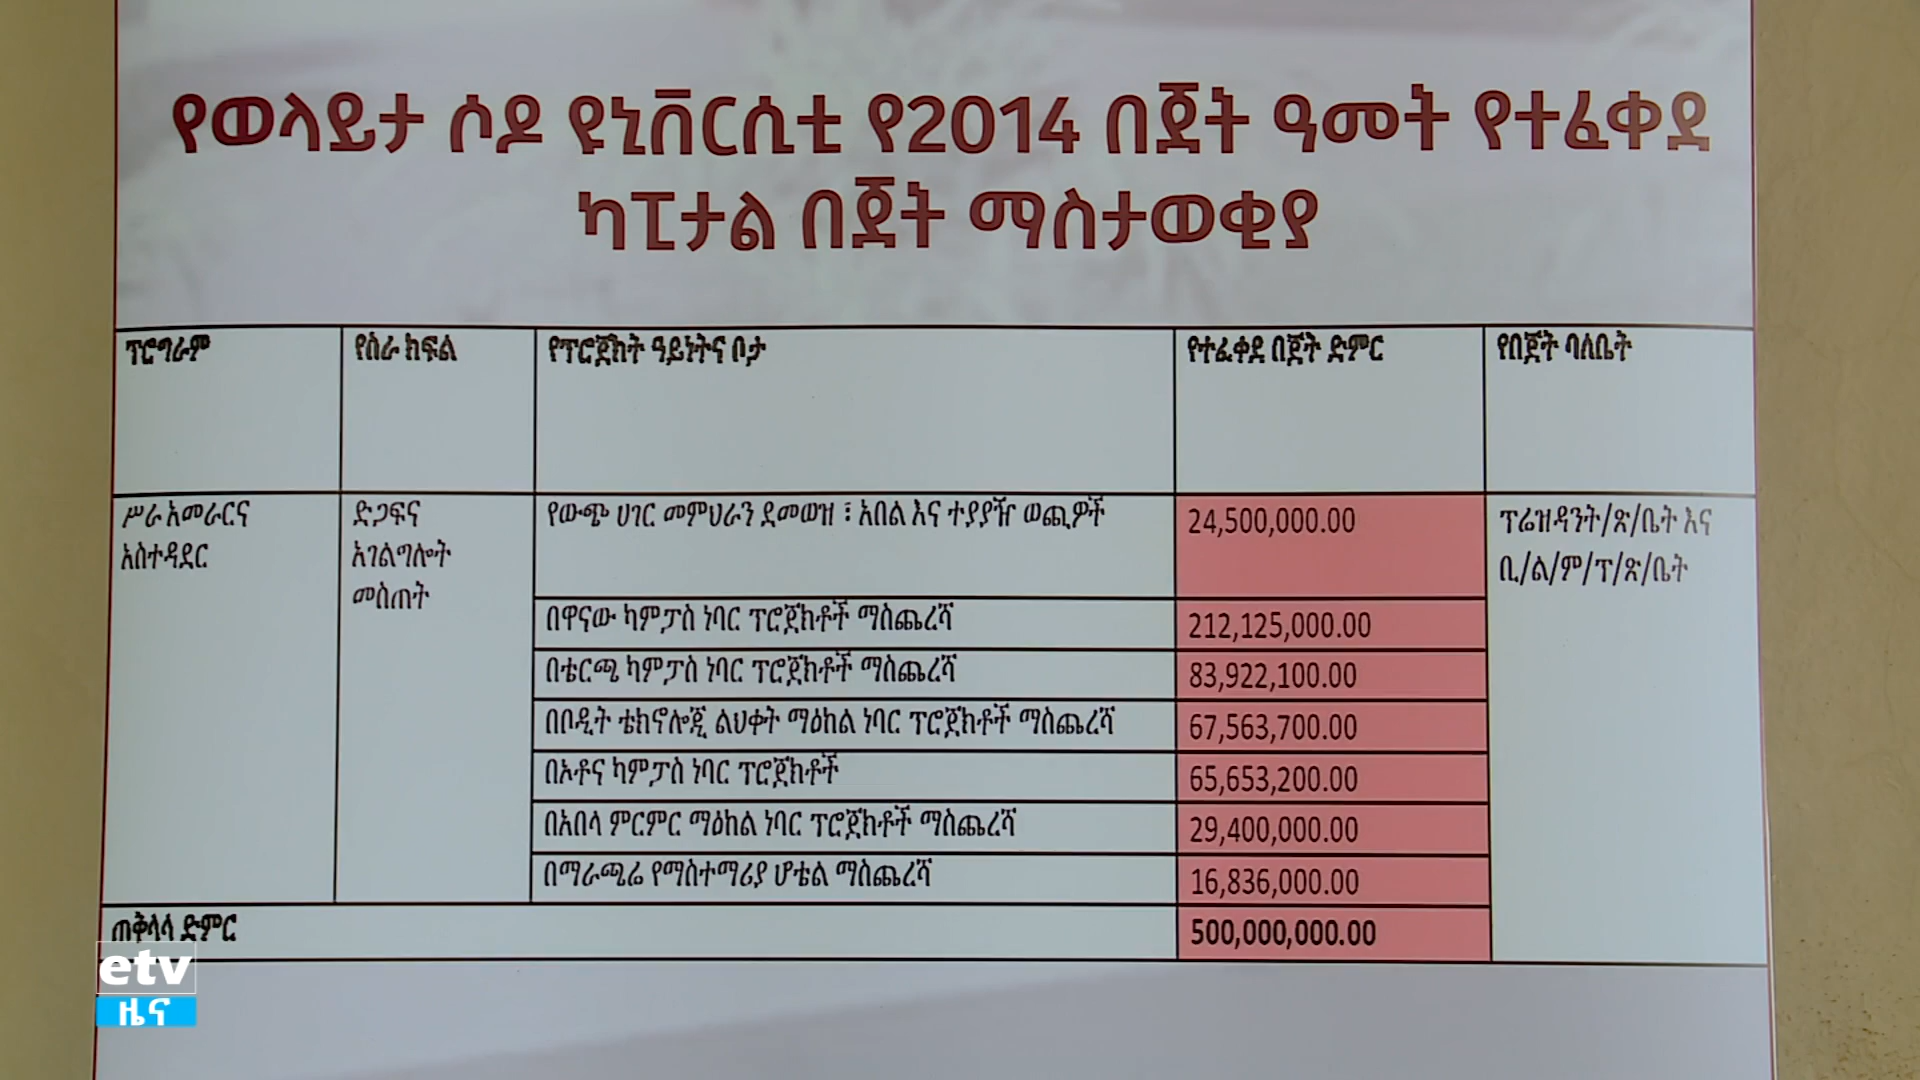 የወላይታ ሶዶ ዩኒቨርሲቲ የ2014 በጀት ዓመት የተፈቀደ
ካፒታል በጀት ማስታወቂያ
ፕሮግራም
የስራ ክፍል
የፕሮጀክት ዓይነትና ቦታ
የተፈቀደ በጀት ድምር
የበጀት ባለቤት
ሥራ አመራርና
አስተዳደር
ድጋፍና
አገልግሎት
መስጠት
የውጭ ሀገር መምህራን ደመወዝ ፣ አበል እና ተያያዥ ወጪዎች
24,500,000.00
ፕሬዝዳንት/ጽ/ቤት እና
ቢ/ል/ም/ፕ/ጽ/ቤት
በዋናው ካምፓስ ነባር ፕሮጀክቶች ማስጨረሻ
212,125,000.00
በቴርጫ ካምፓስ ነባር ፕሮጀክቶች ማስጨረሻ
83,922,100.00
በቦዲት ቴክኖሎጂ ልህቀት ማዕከል ነባር ፕሮጀክቶች ማስጨረሻ
67,563,700.00
በኦቶና ካምፓስ ነባር ፕሮጀክቶች
65,653,200.00
በአበላ ምርምር ማዕከል ነባር ፕሮጀክቶች ማስጨረሻ
29,400,000.00
በማራጫሬ የማስተማሪያ ሆቴል ማስጨረሻ
16,836,000.00
ጠቅላላ ድምር
500,000,000.00
etv
ዜና